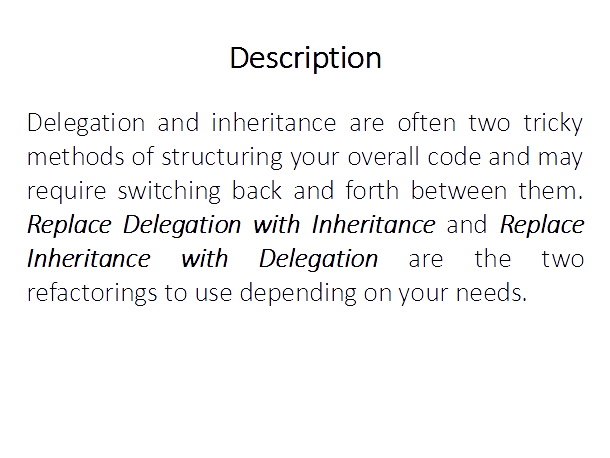 Description
Delegation and inheritance are often two tricky
methods of structuring your overall code and may
require switching back and forth between them.
Replace Delegation with Inheritance and Replace
Inheritance with Delegation are the two
refactorings to use depending on your needs.